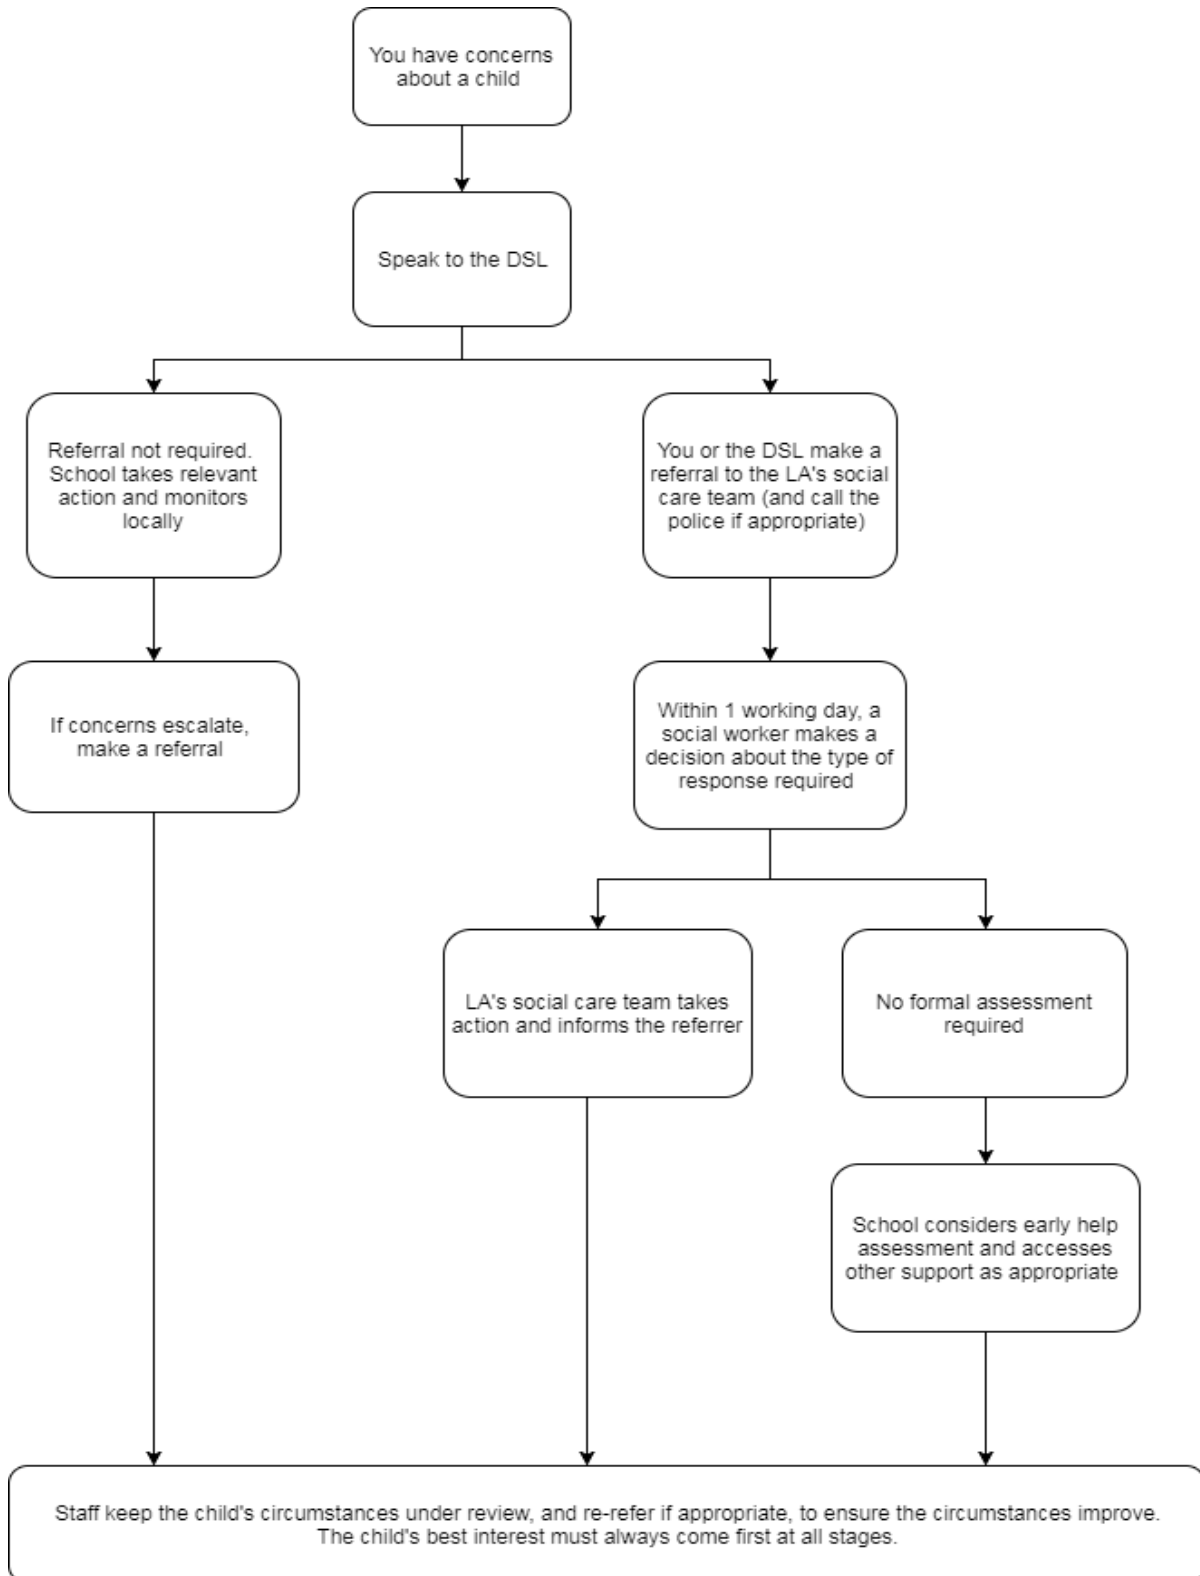 You have concerns
about a child
Speak to the DSL
Referral not required.
School takes relevant
action and monitors
locally
You or the DSL make a
referral to the LA's social
care team (and call the
police if appropriate)
If concerns escalate,
make a referral
Within 1 working day, a
social worker makes a
decision about the type of
response required
LA's social care team takes
action and informs the referrer
No formal assessment
required
School considers early help
assessment and accesses
other support as appropriate
Staff keep the child's circumstances under review, and re-refer if appropriate, to ensure the circumstances improve.
The child's best interest must always come first at all stages.